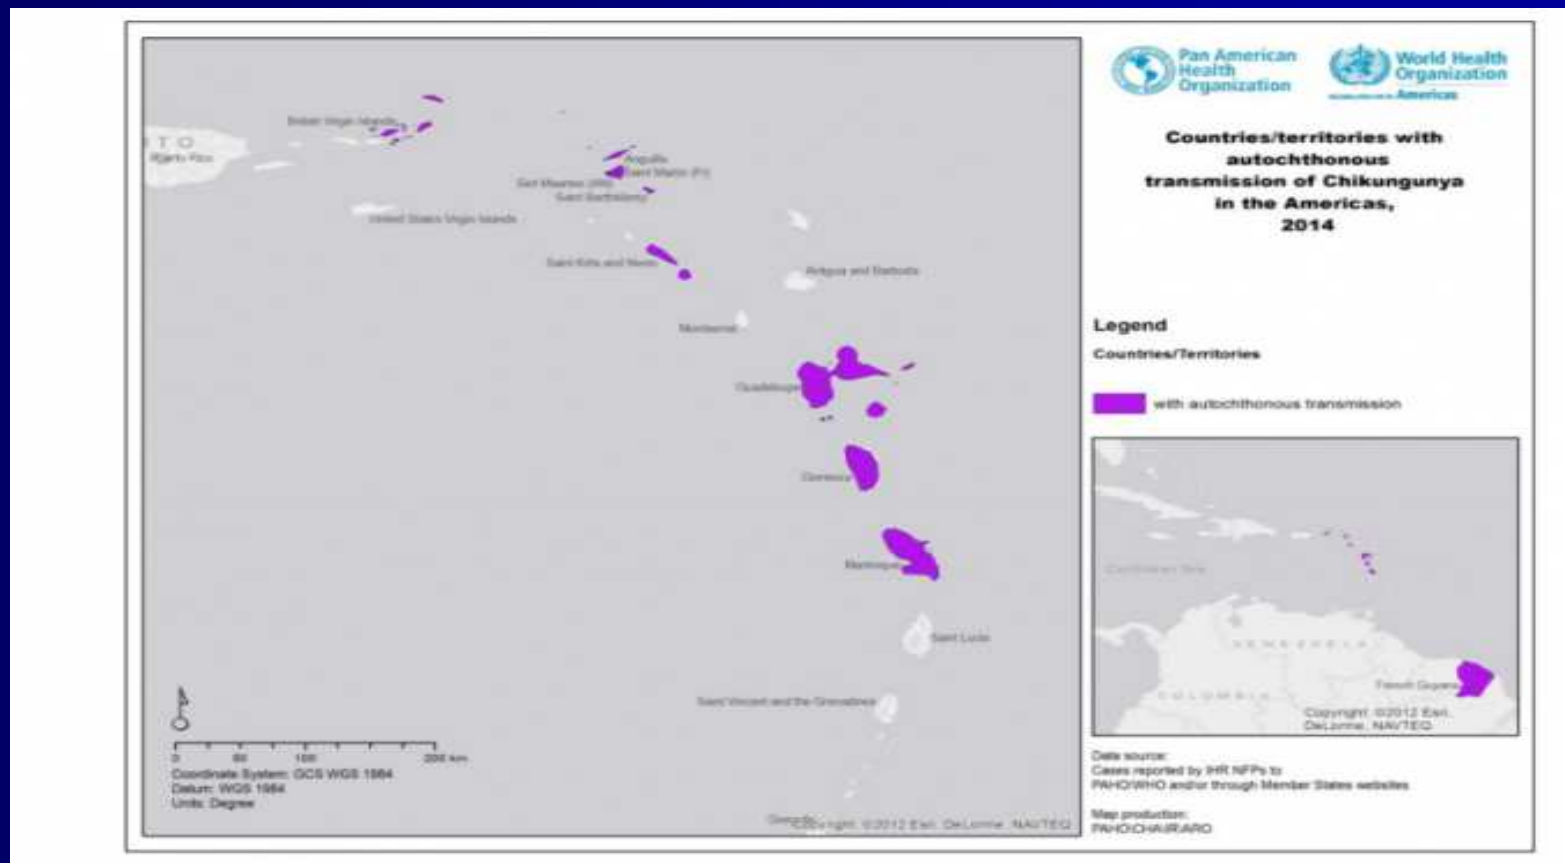 British Virgin Islands
Puerto Rico
Anguilla
Saint Martin (Fr)
Sint Maarten
Saint Barthelemy
United States Virgin Islands
Saint Kitts and Nevis
Antigua and Barbuda
Montserrat
Guadeloupe
Dominica
Martinique
Saint Lucia
Saint Vincent and the Grenadines
0 50 100 200 km
Coordinate System: GCS WGS 1984
Datum: WGS 1984
Units: Degree
Copyright: ©2012 Esri, DeLorme, NAVTEQ
Pan American
Health
Organization
World Health
Organization
Americas
Countries/territories with
autochthonous
transmission of Chikungunya
in the Americas,
2014
Legend
Countries/Territories
with autochthonous transmission
Caribbean Sea
VENEZUELA
COLOMBIA
French Guyana
Copyright: ©2012 Esri,
DeLorme, NAVTEQ
Data source:
Cases reported by IHR NFPs to
PAHO/WHO and/or through Member States websites
Map production: